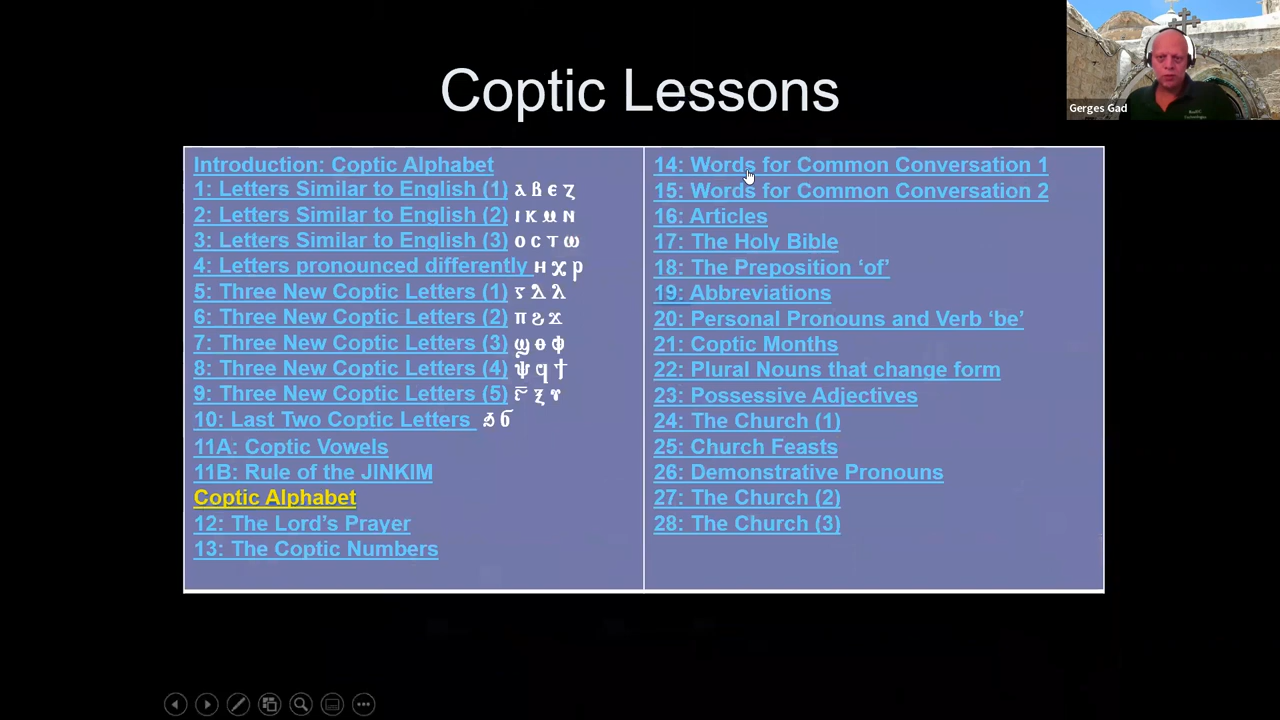 Coptic Lessons
Gerges Gad
Introduction: Coptic Alphabet
1: Letters Similar to English (1) ⲁ ⲃ ⲉ ⲍ
2: Letters Similar to English (2) ⲓ ⲕ ⲙ ⲛ
3: Letters Similar to English (3) ⲟ ⲥ ⲧ ⲱ
4: Letters pronounced differently ⲏ ⲭ ⲣ
5: Three New Coptic Letters (1) ⲅ ⲇ ⲗ
6: Three New Coptic Letters (2) ⲡ ϩ ϫ
7: Three New Coptic Letters (3) ϣ ⲑ ⲫ
8: Three New Coptic Letters (4) ⲯ ϥ ϯ
9: Three New Coptic Letters (5) ⲝ ⲩ
10: Last Two Coptic Letters ϧ ϭ
11A: Coptic Vowels
11B: Rule of the JINKIM
Coptic Alphabet
12: The Lord's Prayer
13: The Coptic Numbers
14: Words for Common Conversation 1
15: Words for Common Conversation 2
16: Articles
17: The Holy Bible
18: The Preposition ‘of’
19: Abbreviations
20: Personal Pronouns and Verb ‘be’
21: Coptic Months
22: Plural Nouns that change form
23: Possessive Adjectives
24: The Church (1)
25: Church Feasts
26: Demonstrative Pronouns
27: The Church (2)
28: The Church (3)